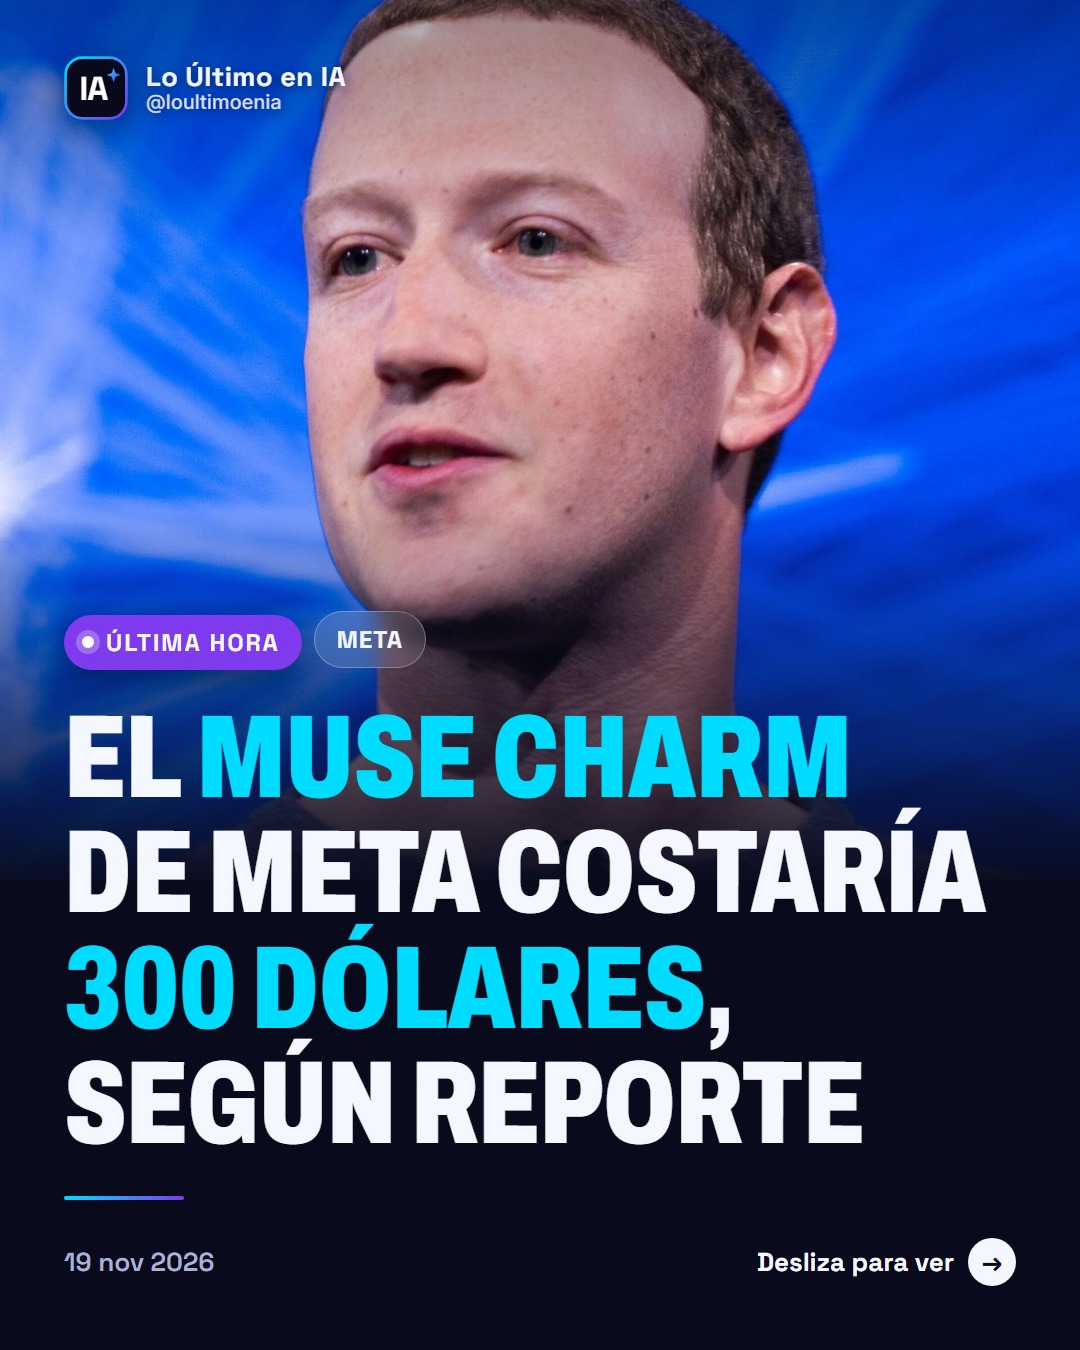 IA
Lo Último en IA
@loultimoenia
ÚLTIMA HORA
META
EL MUSE CHARM
DE META COSTARÍA
300 DÓLARES,
SEGÚN REPORTE
19 nov 2026
Desliza para ver →